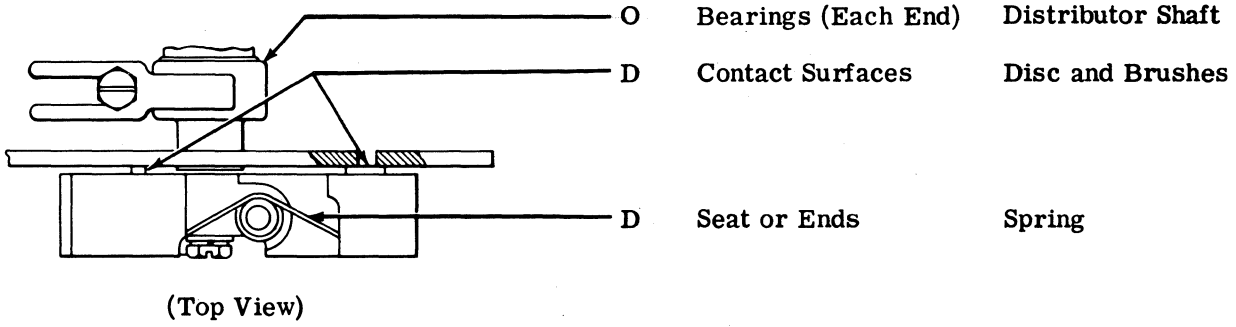 O Bearings (Each End) Distributor Shaft
D Contact Surfaces Disc and Brushes
D Seat or Ends Spring
(Top View)